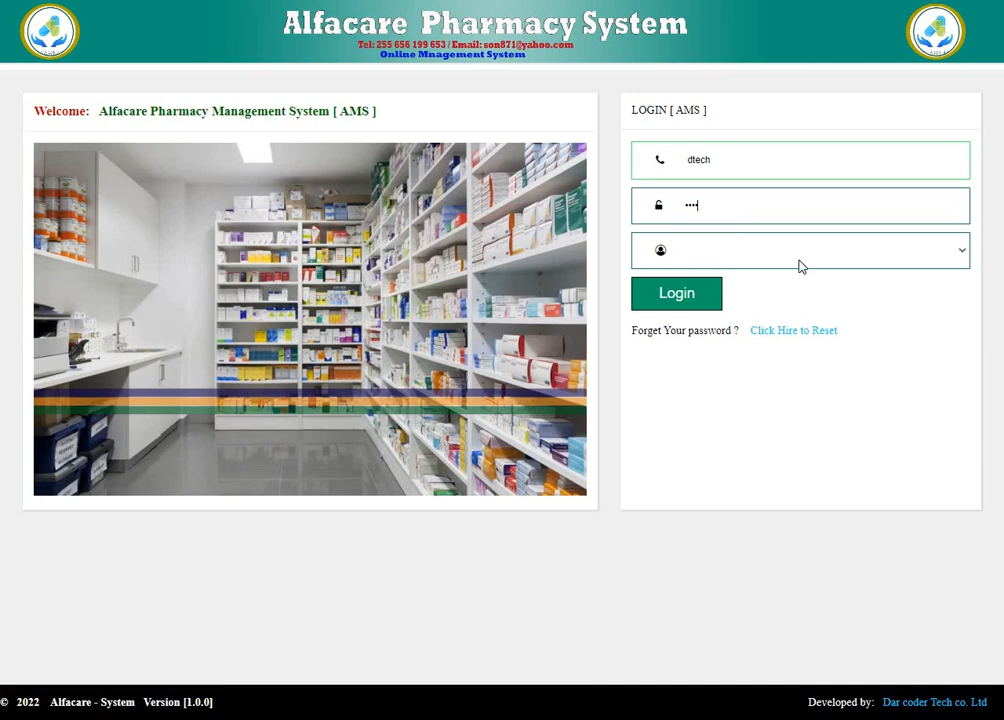 Alfacare Pharmacy System
Tel: 255 656 199 653 / Email: son871@yahoo.com
Online Mnagement System
Welcome: Alfacare Pharmacy Management System [ AMS ]
LOGIN [ AMS ]
dtech
••••
Login
Forget Your password ? Click Hire to Reset
© 2022 Alfacare - System Version [1.0.0]
Developed by: Dar coder Tech co. Ltd